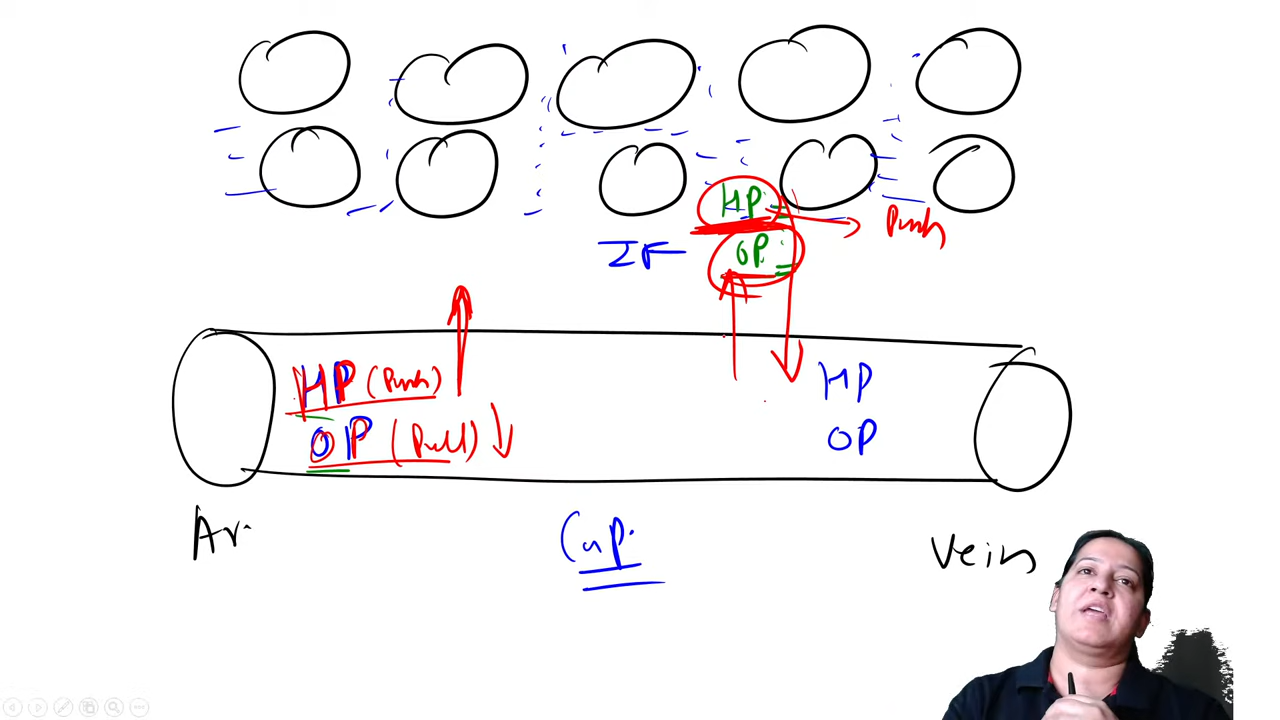 HP
Push
IF
OP
HP (Push)
HP
OP (Pull)
OP
Ar.
Cap.
Vein